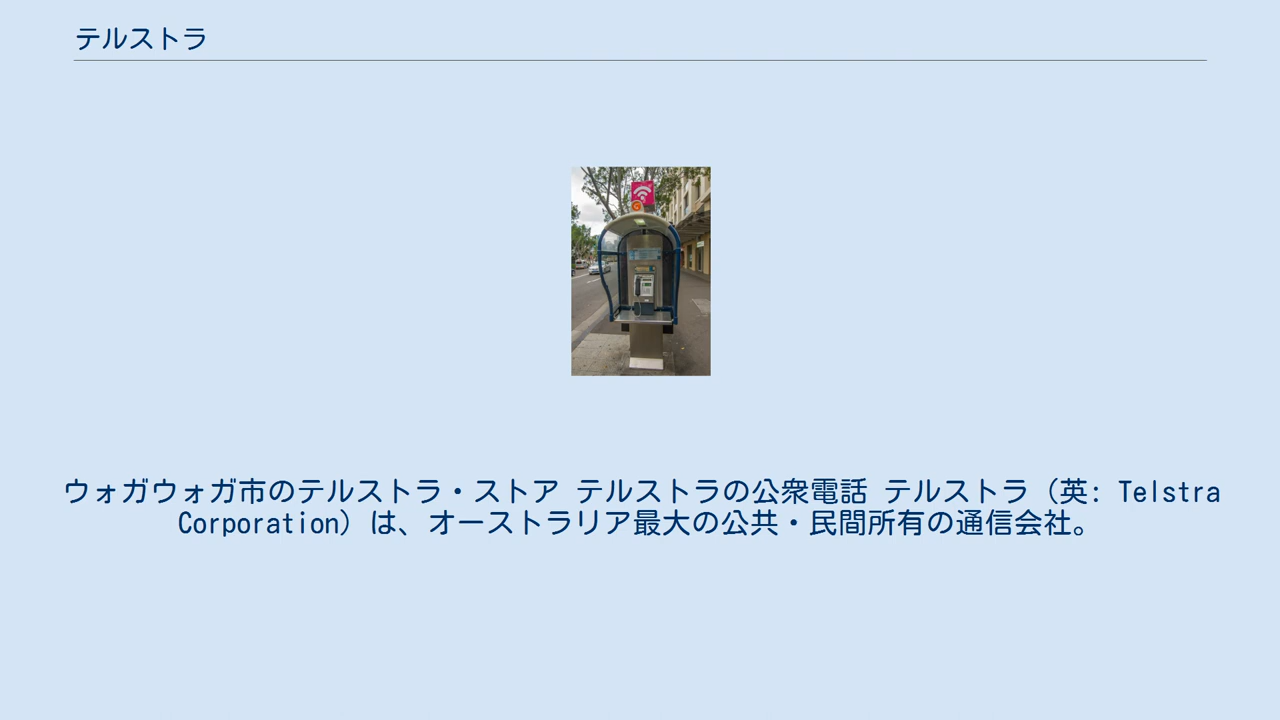 テルストラ
ウォガウォガ市のテルストラ・ストア テルストラの公衆電話 テルストラ（英: Telstra
Corporation）は、オーストラリア最大の公共・民間所有の通信会社。